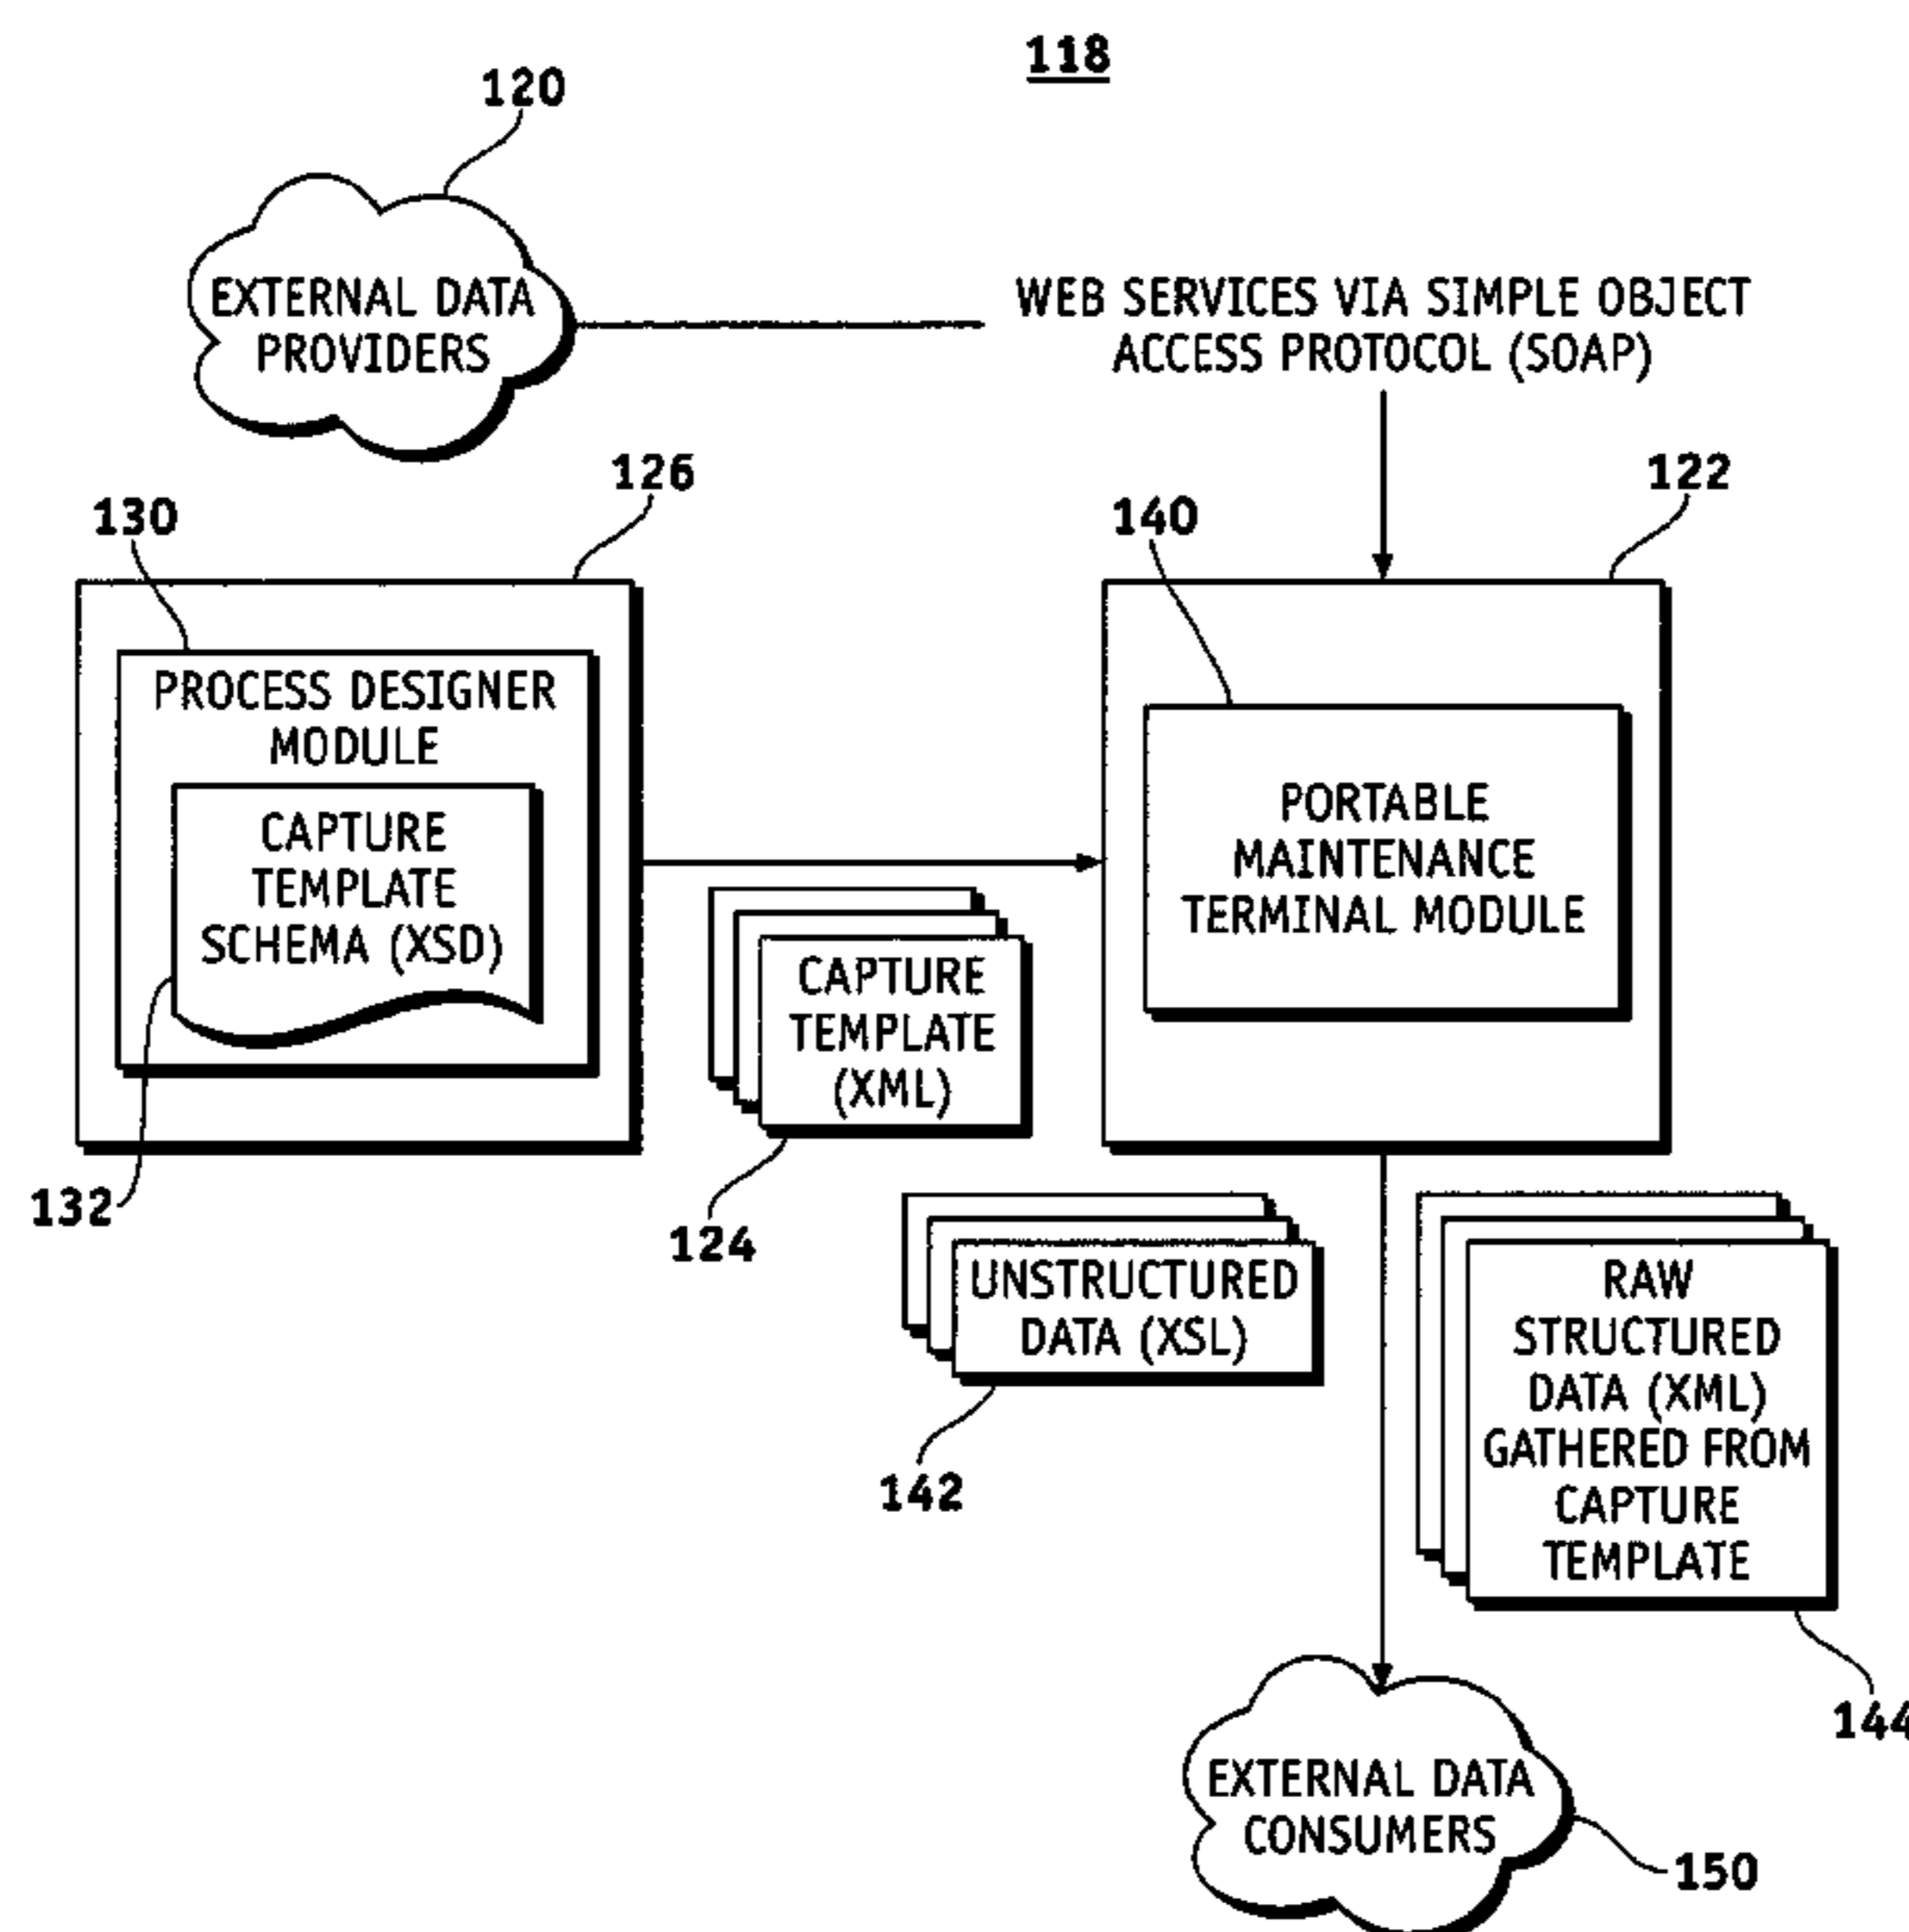 118
120
EXTERNAL DATA
PROVIDERS
WEB SERVICES VIA SIMPLE OBJECT
ACCESS PROTOCOL (SOAP)
126
122
130
140
PROCESS DESIGNER
MODULE
CAPTURE
TEMPLATE
SCHEMA (XSD)
PORTABLE
MAINTENANCE
TERMINAL MODULE
CAPTURE
TEMPLATE
(XML)
132
124
UNSTRUCTURED
DATA (XSL)
142
RAW
STRUCTURED
DATA (XML)
GATHERED FROM
CAPTURE
TEMPLATE
144
EXTERNAL DATA
CONSUMERS
150